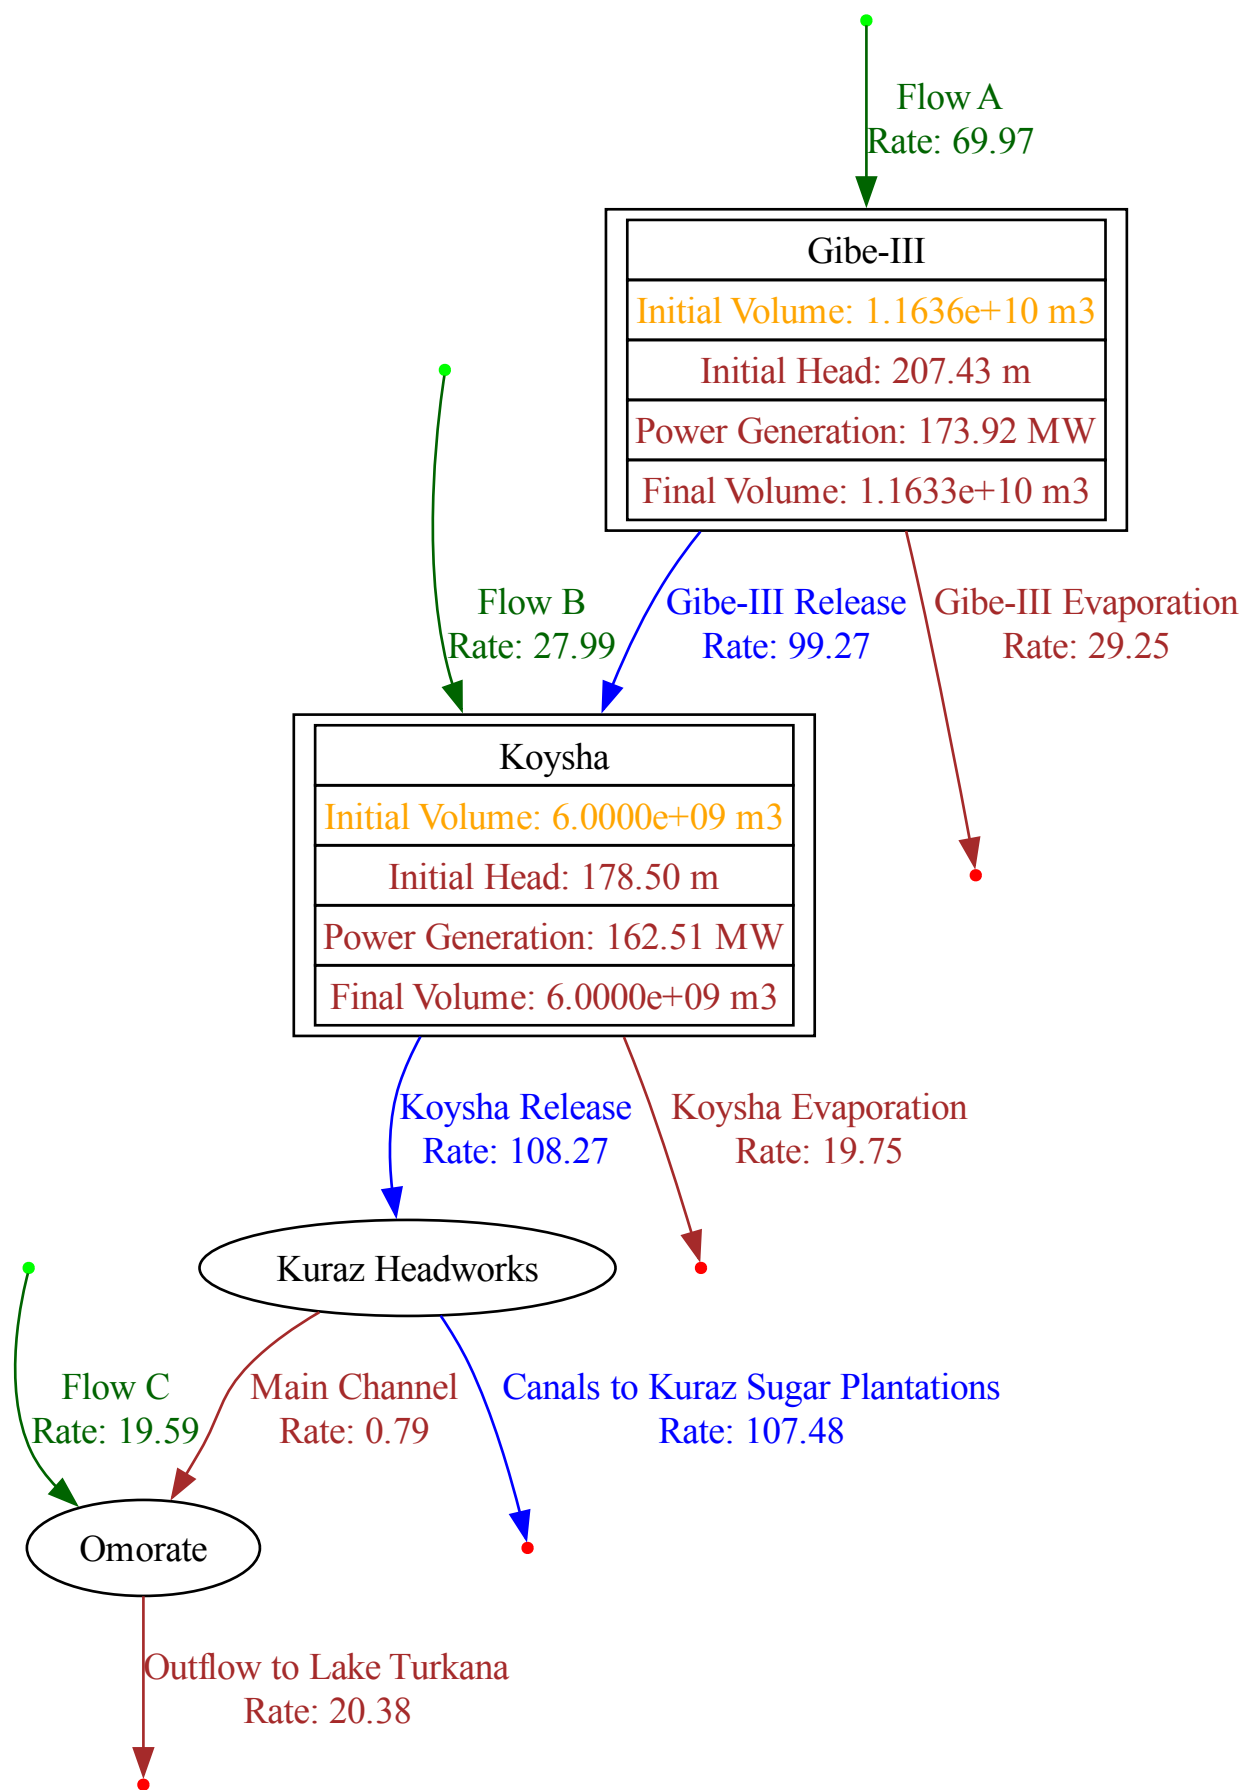 Flow A
Rate: 69.97
Gibe-III
Initial Volume: 1.1636e+10 m3
Initial Head: 207.43 m
Power Generation: 173.92 MW
Final Volume: 1.1633e+10 m3
Flow B
Rate: 27.99
Gibe-III Release
Rate: 99.27
Gibe-III Evaporation
Rate: 29.25
Koysha
Initial Volume: 6.0000e+09 m3
Initial Head: 178.50 m
Power Generation: 162.51 MW
Final Volume: 6.0000e+09 m3
Koysha Release
Rate: 108.27
Koysha Evaporation
Rate: 19.75
Kuraz Headworks
Flow C
Rate: 19.59
Main Channel
Rate: 0.79
Canals to Kuraz Sugar Plantations
Rate: 107.48
Omorate
Outflow to Lake Turkana
Rate: 20.38